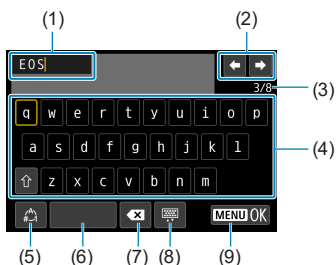 (1) (2)
EOS
3/8 (3)
q w e r t y u i o p
a s d f g h j k l (4)
z x c v b n m
MENU OK
(5) (6) (7) (8) (9)